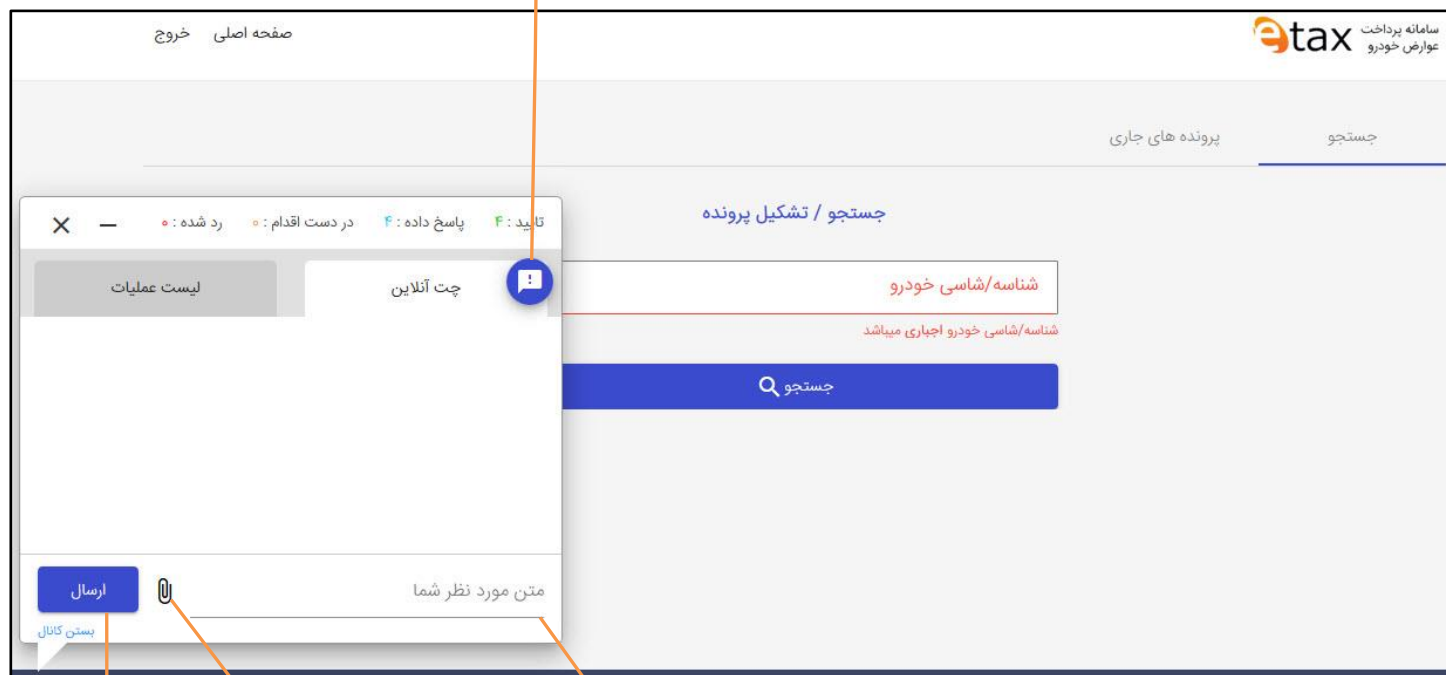 سامانه پرداخت
عوارض خودرو
etax
صفحه اصلی خروج
جستجو
پرونده های جاری
جستجو / تشکیل پرونده
شناسه/شاسی خودرو
شناسه/شاسی خودرو اجباری میباشد
جستجو
تایید : ۴ پاسخ داده : ۴ در دست اقدام : ۰ رد شده : ۰
چت آنلاین
لیست عملیات
متن مورد نظر شما
ارسال
بستن کانال